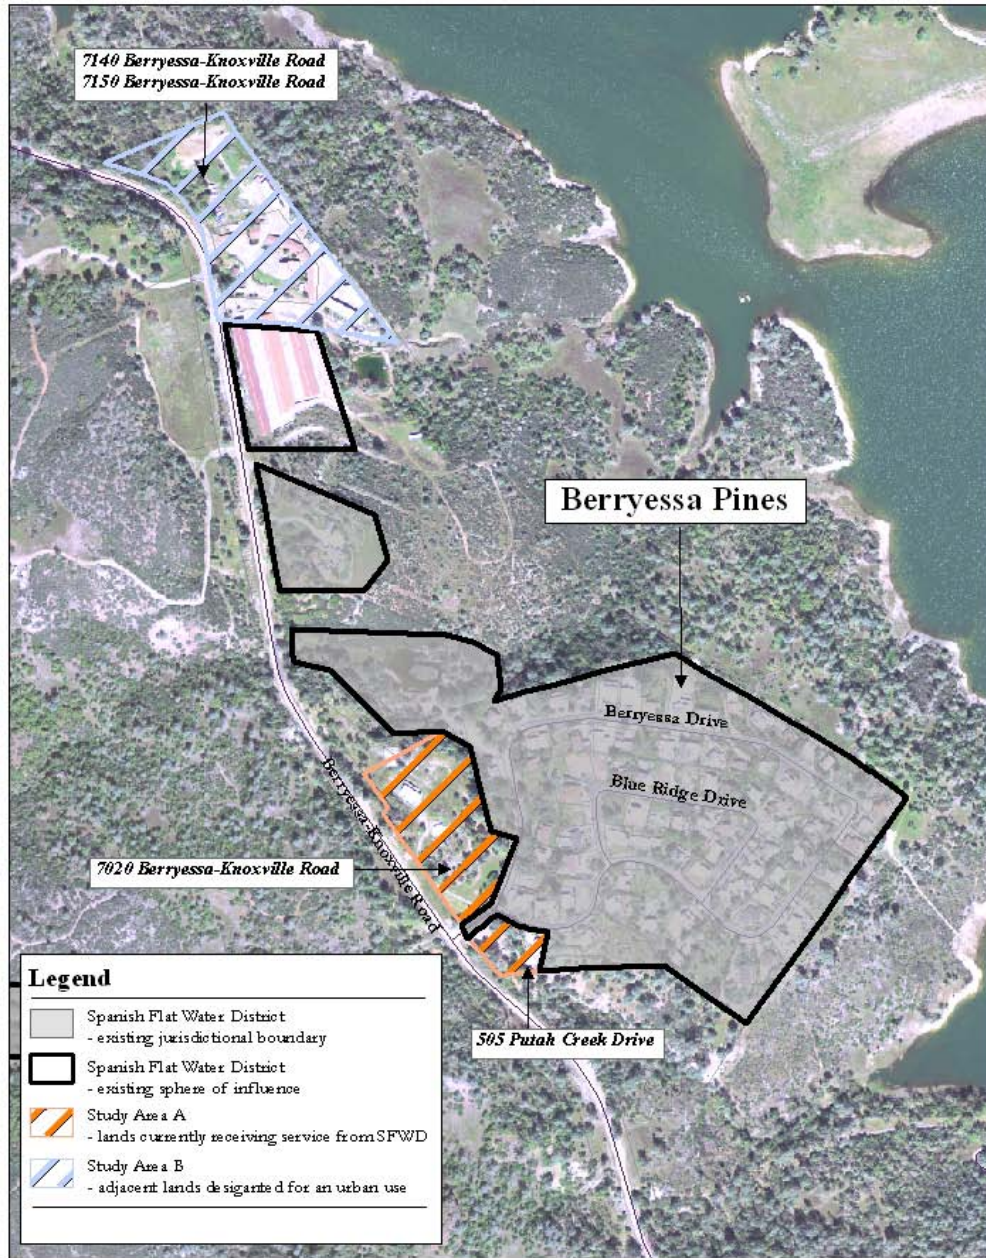 7140 Berryessa-Knoxville Road
7150 Berryessa-Knoxville Road
Berryessa Pines
Berryessa Drive
Blue Ridge Drive
Berryessa-Knoxville Road
7020 Berryessa-Knoxville Road
505 Putah Creek Drive
Legend
Spanish Flat Water District
- existing jurisdictional boundary
Spanish Flat Water District
- existing sphere of influence
Study Area A
- lands currently receiving service from SFWD
Study Area B
- adjacent lands desiganted for an urban use